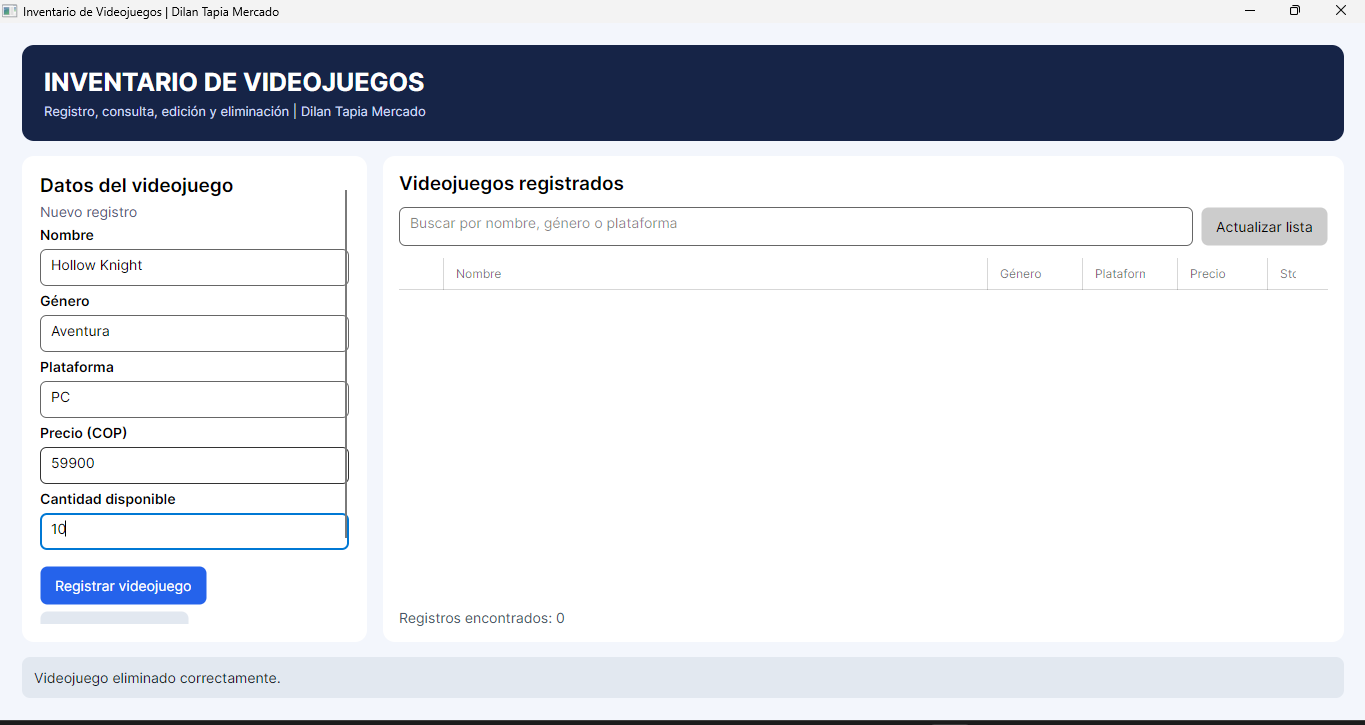 Inventario de Videojuegos | Dilan Tapia Mercado
INVENTARIO DE VIDEOJUEGOS
Registro, consulta, edición y eliminación | Dilan Tapia Mercado
Datos del videojuego
Nuevo registro
Nombre
Hollow Knight
Género
Aventura
Plataforma
PC
Precio (COP)
59900
Cantidad disponible
10
Registrar videojuego
Videojuegos registrados
Buscar por nombre, género o plataforma
Actualizar lista
Nombre Género Plataforn Precio Stc
Registros encontrados: 0
Videojuego eliminado correctamente.